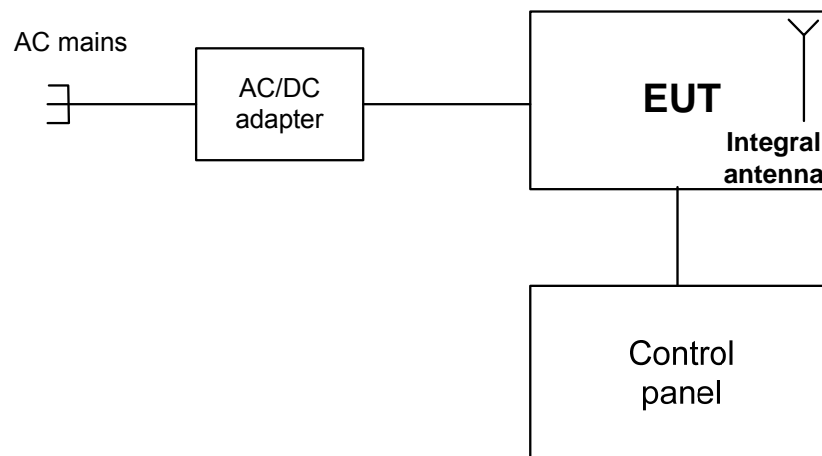 AC mains
AC/DC
adapter
EUT
Integral
antenna
Control
panel